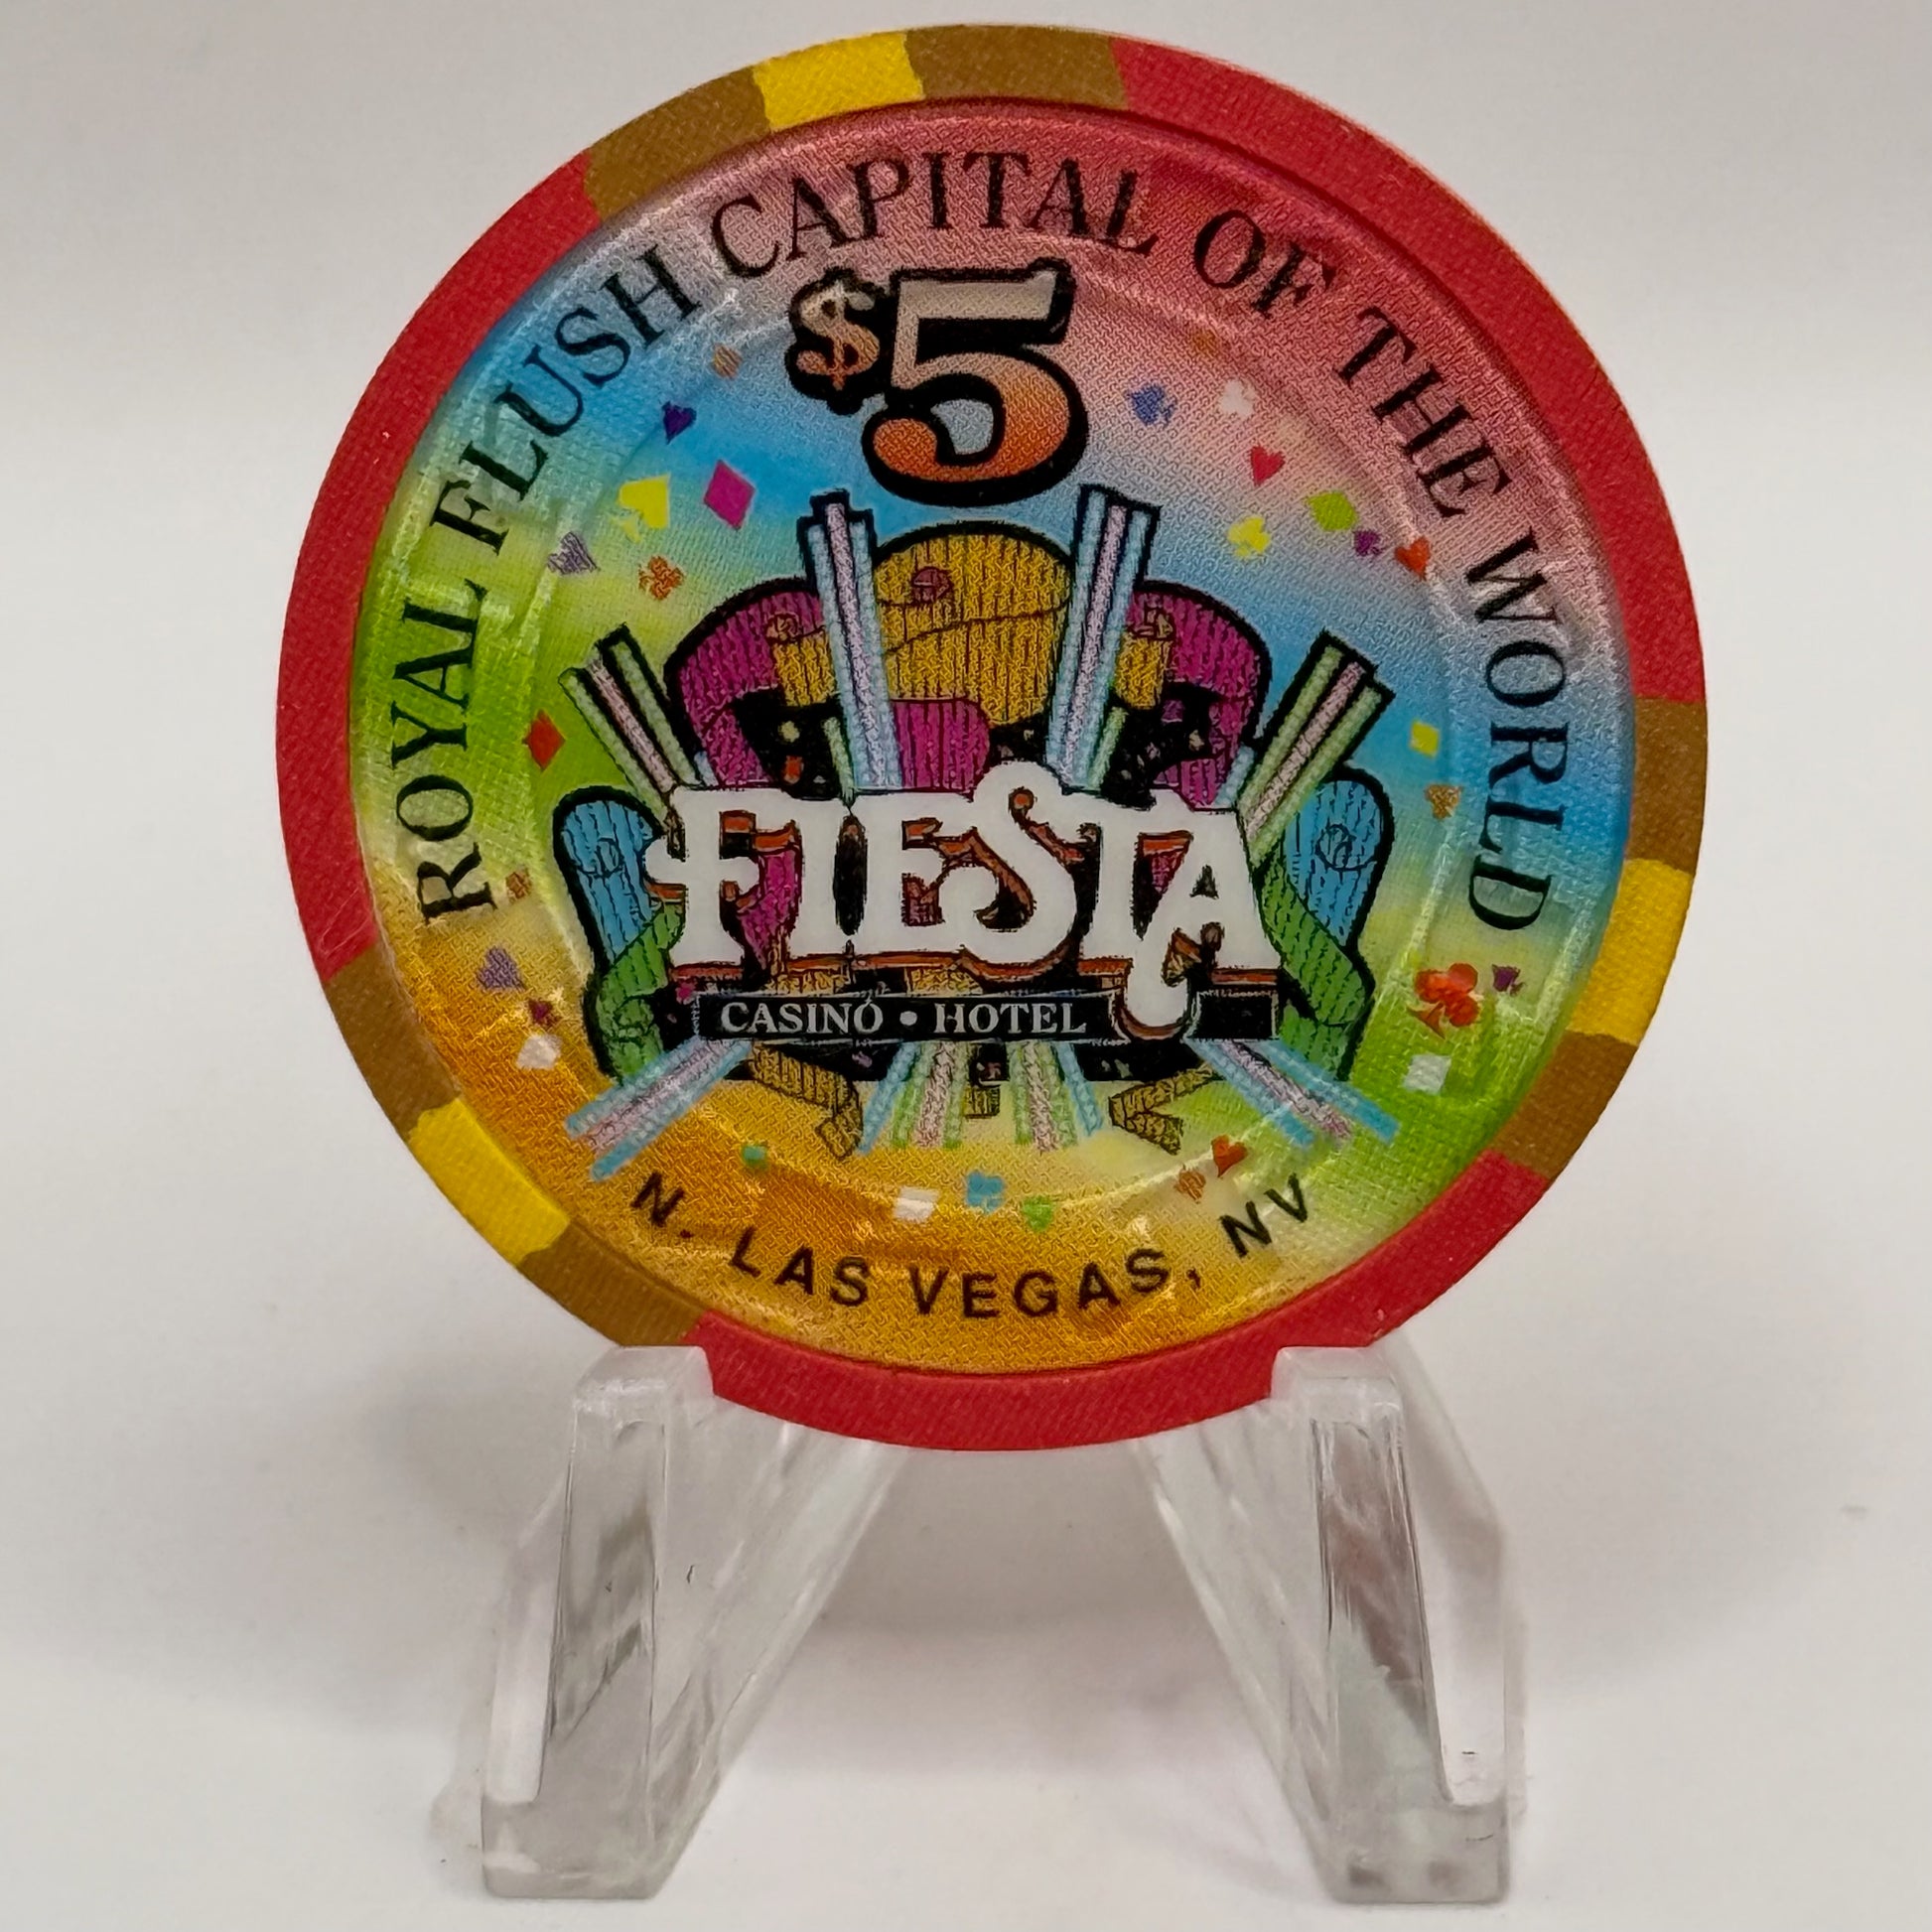 ROYAL FLUSH CAPITAL OF THE WORLD
$5
FIESTA
CASINO • HOTEL
N. LAS VEGAS, NV